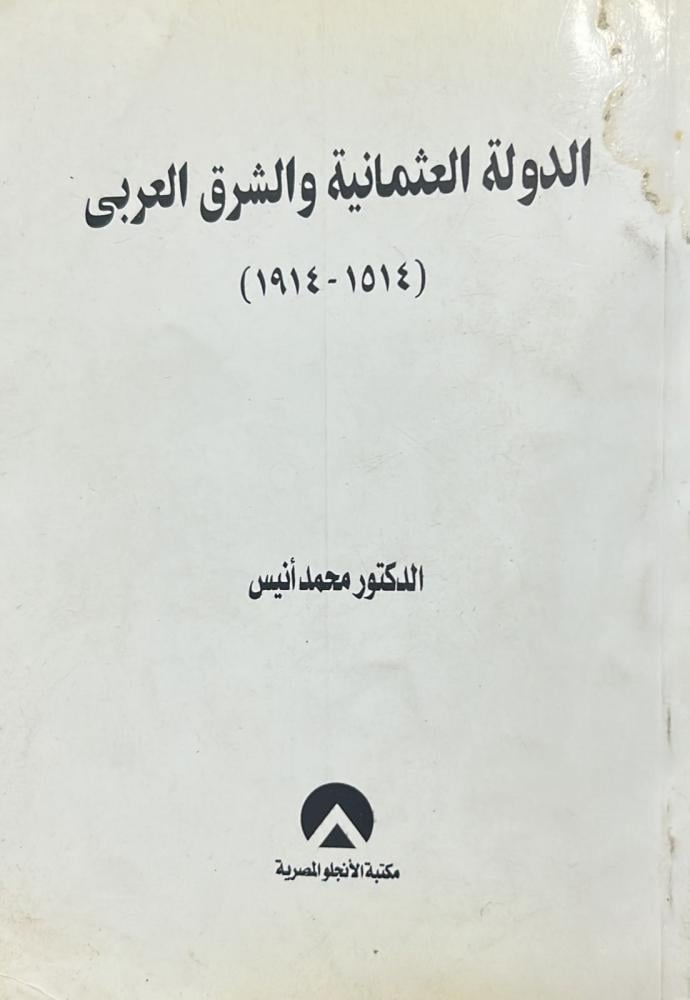 الدولة العثمانية والشرق العربى
(١٥١٤ - ١٩١٤)
الدكتور محمد أنيس
مكتبة الأنجلو المصرية